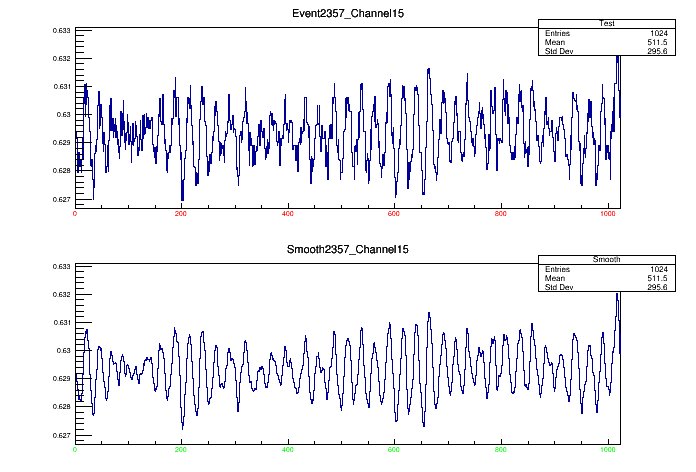 Event2357_Channel15
Test
Entries 1024
Mean 511.5
Std Dev 295.6
0.633
0.632
0.631
0.63
0.629
0.628
0.627
0 200 400 600 800 1000
Smooth2357_Channel15
Smooth
Entries 1024
Mean 511.5
Std Dev 295.6
0.633
0.632
0.631
0.63
0.629
0.628
0.627
0 200 400 600 800 1000